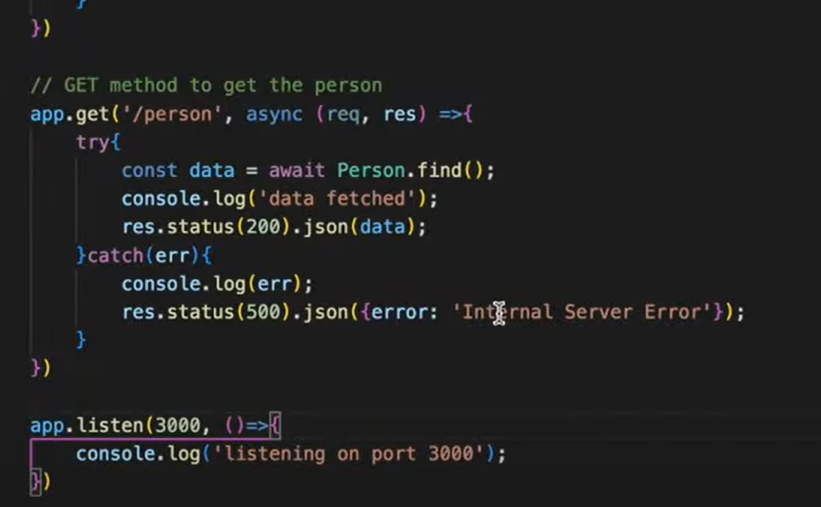 }
})
// GET method to get the person
app.get('/person', async (req, res) =>{
try{
const data = await Person.find();
console.log('data fetched');
res.status(200).json(data);
}catch(err){
console.log(err);
res.status(500).json({error: 'Internal Server Error'});
}
})
app.listen(3000, ()=>{
console.log('listening on port 3000');
})